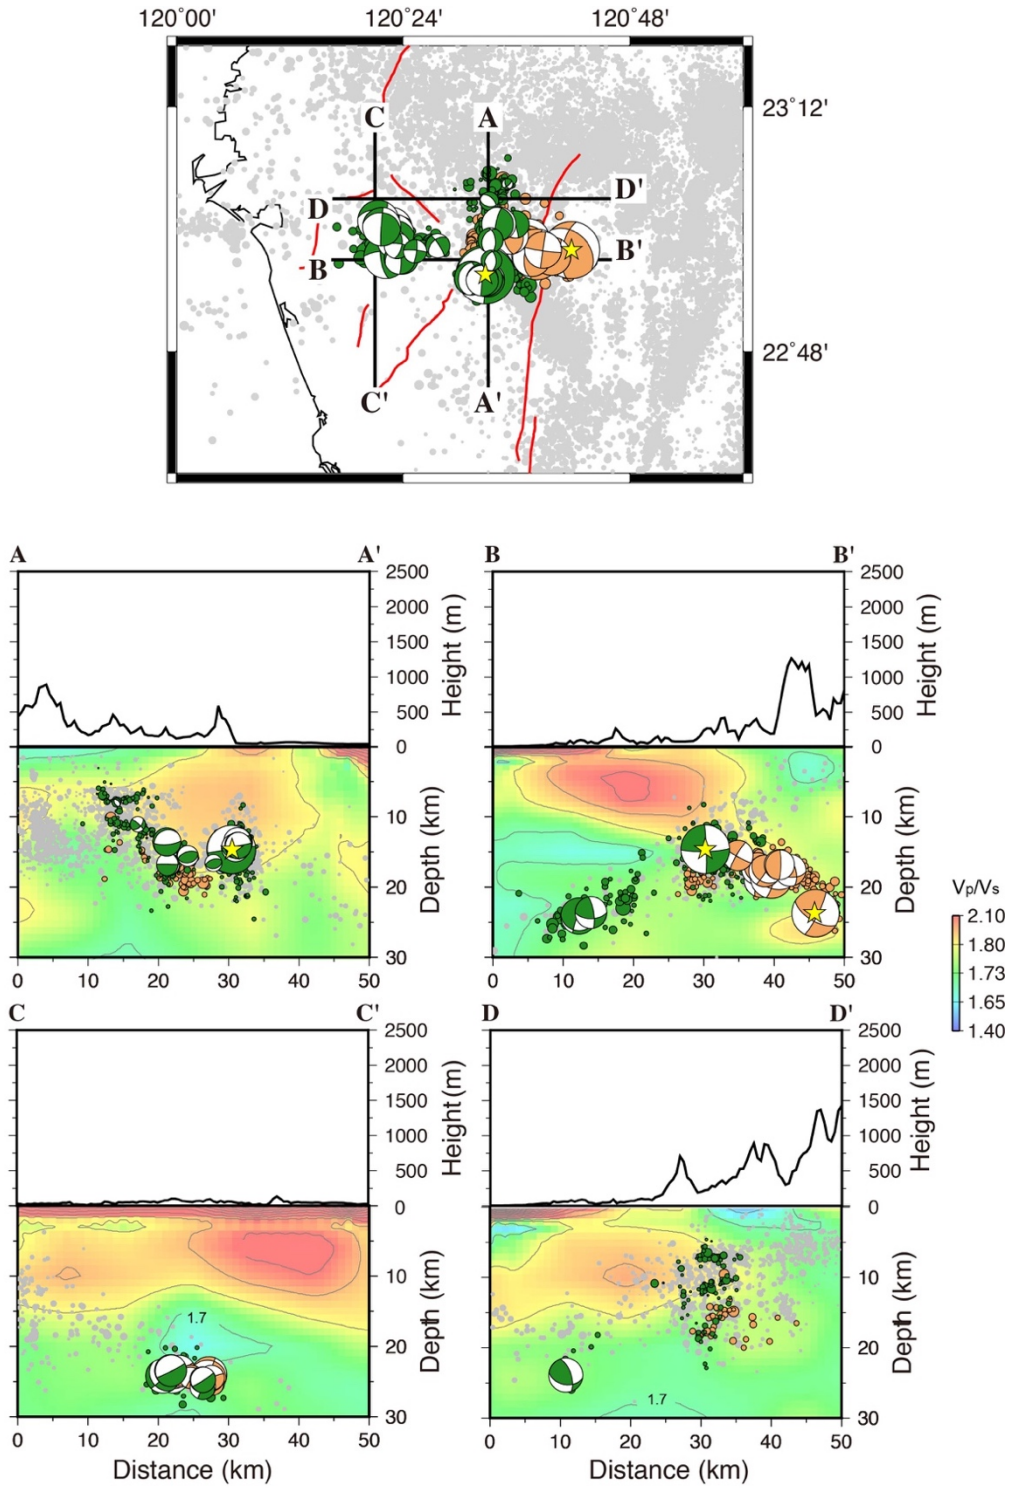 120°00' 120°24' 120°48'
23°12'
C A
D D'
B B'
22°48'
C' A'
A A' B B'
2500 2500
2000 2000
1500 1500
1000 1000
500 500
0 0
Height (m) Height (m)
10 10
20 20
30 30
Depth (km) Depth (km)
0 10 20 30 40 50 0 10 20 30 40 50
Vp/Vs
2.10
1.80
1.73
1.65
1.40
C C' D D'
2500 2500
2000 2000
1500 1500
1000 1000
500 500
0 0
Height (m) Height (m)
10 10
1.7
20 20
1.7
30 30
Depth (km) Depth (km)
0 10 20 30 40 50 0 10 20 30 40 50
Distance (km) Distance (km)